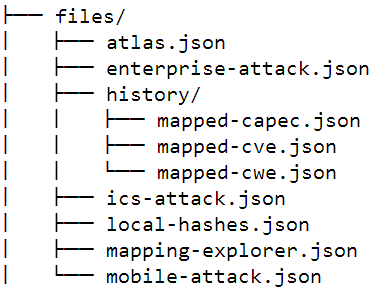 ├── files/
│   ├── atlas.json
│   ├── enterprise-attack.json
│   ├── history/
│   │   ├── mapped-capec.json
│   │   ├── mapped-cve.json
│   │   └── mapped-cwe.json
│   ├── ics-attack.json
│   ├── local-hashes.json
│   ├── mapping-explorer.json
│   └── mobile-attack.json